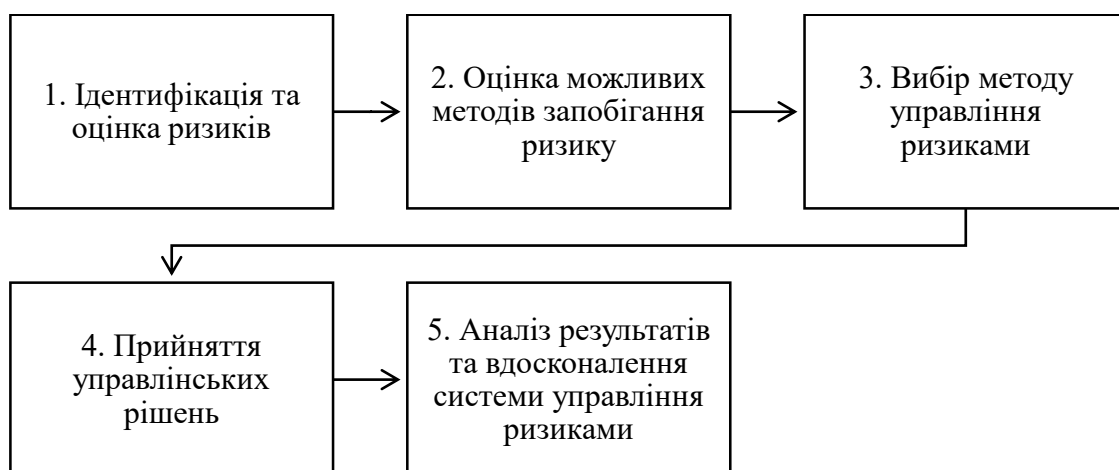 1. Ідентифікація та
оцінка ризиків
2. Оцінка можливих
методів запобігання
ризику
3. Вибір методу
управління
ризиками
4. Прийняття
управлінських
рішень
5. Аналіз результатів
та вдосконалення
системи управління
ризиками